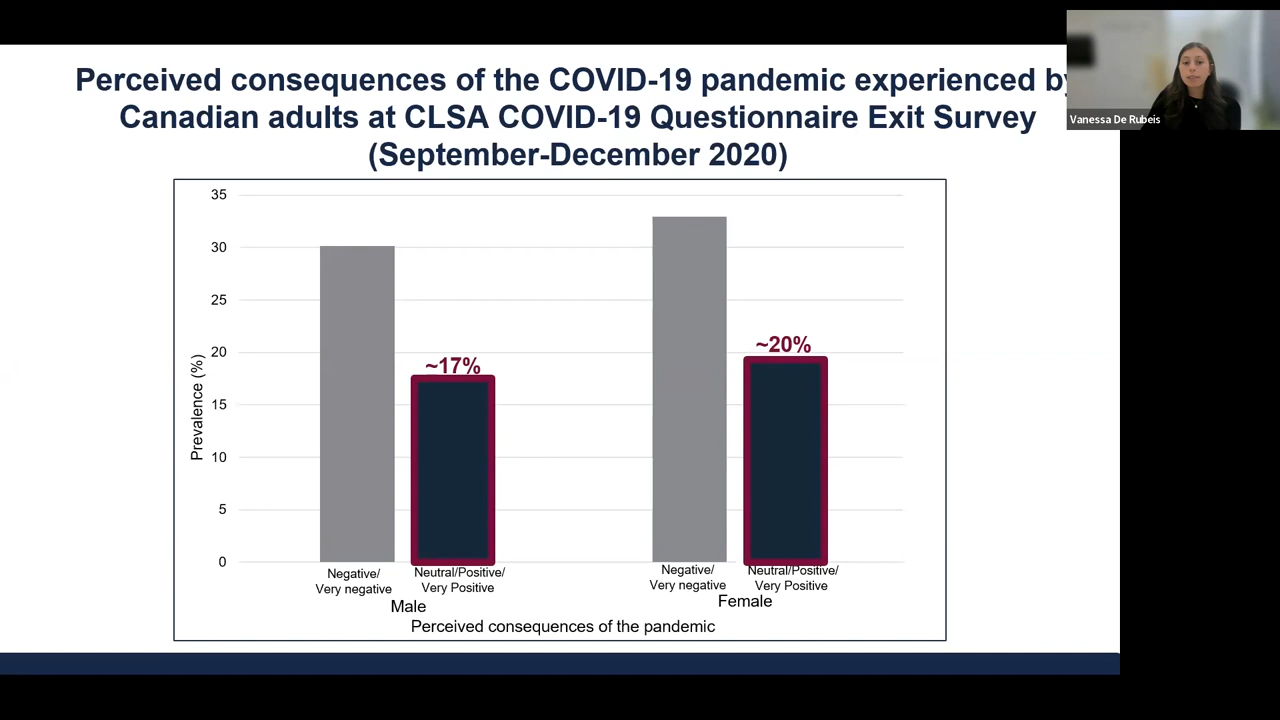 Perceived consequences of the COVID-19 pandemic experienced by
Canadian adults at CLSA COVID-19 Questionnaire Exit Survey
(September-December 2020)
Vanessa De Rubeis
35
30
25
20
15
10
5
0
Prevalence (%)
~17%
~20%
Negative/
Very negative
Neutral/Positive/
Very Positive
Male
Negative/
Very negative
Neutral/Positive/
Very Positive
Female
Perceived consequences of the pandemic